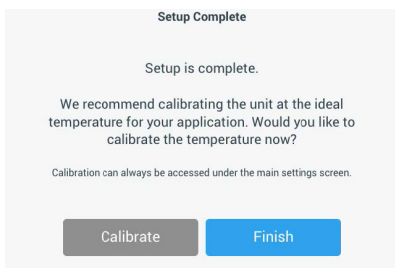 Setup Complete
Setup is complete.
We recommend calibrating the unit at the ideal
temperature for your application. Would you like to
calibrate the temperature now?
Calibration can always be accessed under the main settings screen.
Calibrate
Finish